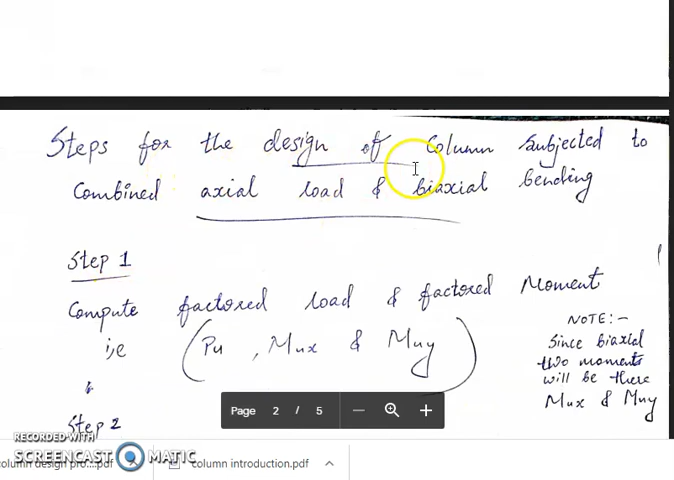 Steps for the design of Column Subjected to
Combined axial load & biaxial bending
Step 1
Compute factored load & factored Moment
i,e (Pu , Mux & Muy)
NOTE:-
Since biaxial
two moments
will be there
Mux & Muy
Step 2
Page 2 / 5
RECORDED WITH
SCREENCAST MATIC
column design pro....pdf
column introduction.pdf